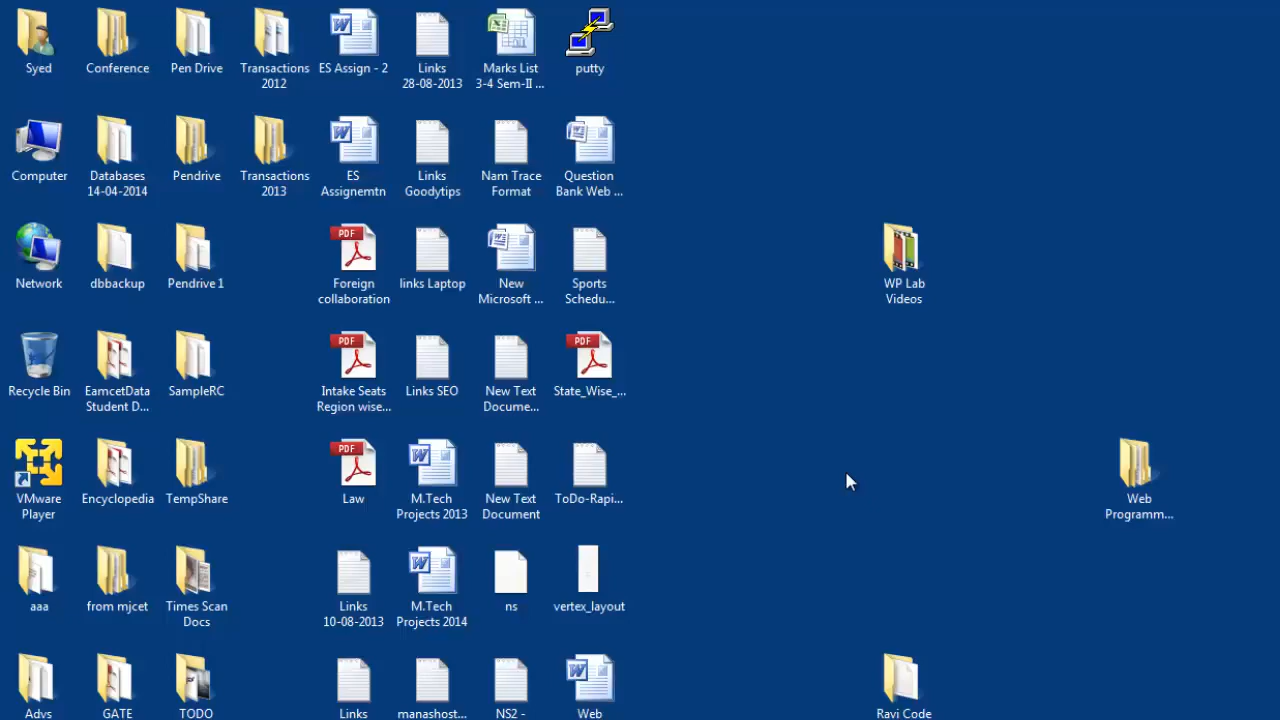 Syed
Conference
Pen Drive
Transactions
2012
ES Assign - 2
Links
28-08-2013
Marks List
3-4 Sem-II ...
putty
Computer
Databases
14-04-2014
Pendrive
Transactions
2013
ES
Assignemtn
Links
Goodytips
Nam Trace
Format
Question
Bank Web ...
Network
dbbackup
Pendrive 1
PDF
Foreign
collaboration
links Laptop
New
Microsoft ...
Sports
Schedu...
WP Lab
Videos
Recycle Bin
EamcetData
Student D...
SampleRC
PDF
Intake Seats
Region wise...
Links SEO
New Text
Docume...
PDF
State_Wise_...
VMware
Player
Encyclopedia
TempShare
PDF
Law
M.Tech
Projects 2013
New Text
Document
ToDo-Rapi...
Web
Programm...
aaa
from mjcet
Times Scan
Docs
Links
10-08-2013
M.Tech
Projects 2014
ns
vertex_layout
Advs
GATE
TODO
Links
manashost...
NS2 -
Web
Ravi Code